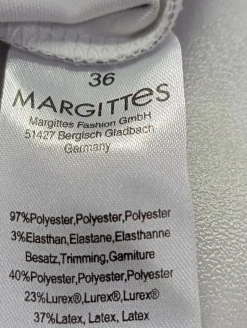 36
MARGITTES
Margittes Fashion GmbH
51427 Bergisch Gladbach
Germany
97%Polyester,Polyester,Polyester
3%Elasthan,Elastane,Elasthanne
Besatz,Trimming,Garniture
40%Polyester,Polyester,Polyester
23%Lurex®,Lurex®,Lurex®
37%Latex, Latex, Latex